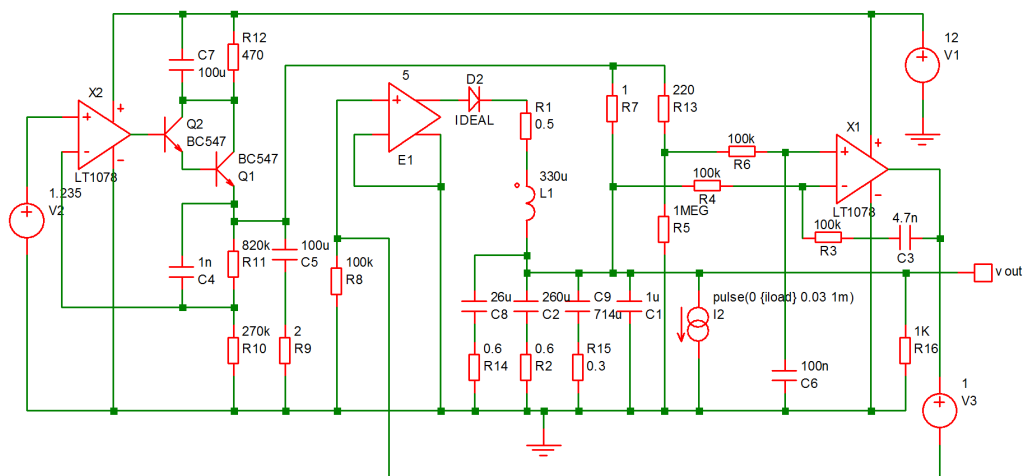 C7
100u
R12
470
X2
+
-
+
-
LT1078
Q2
BC547
BC547
Q1
1.235
V2
+
1n
C4
820k
R11
100u
C5
270k
R10
2
R9
5
+
-
E1
D2
IDEAL
R1
0.5
330u
L1
100k
R8
26u
C8
0.6
R14
260u
C2
0.6
R2
C9
714u
R15
0.3
1u
C1
1
R7
220
R13
1MEG
R5
100k
R6
100k
R4
100k
R3
4.7n
C3
X1
+
-
+
-
LT1078
12
V1
+
pulse(0 {iload} 0.03 1m)
I2
100n
C6
1K
R16
v out
1
V3
+